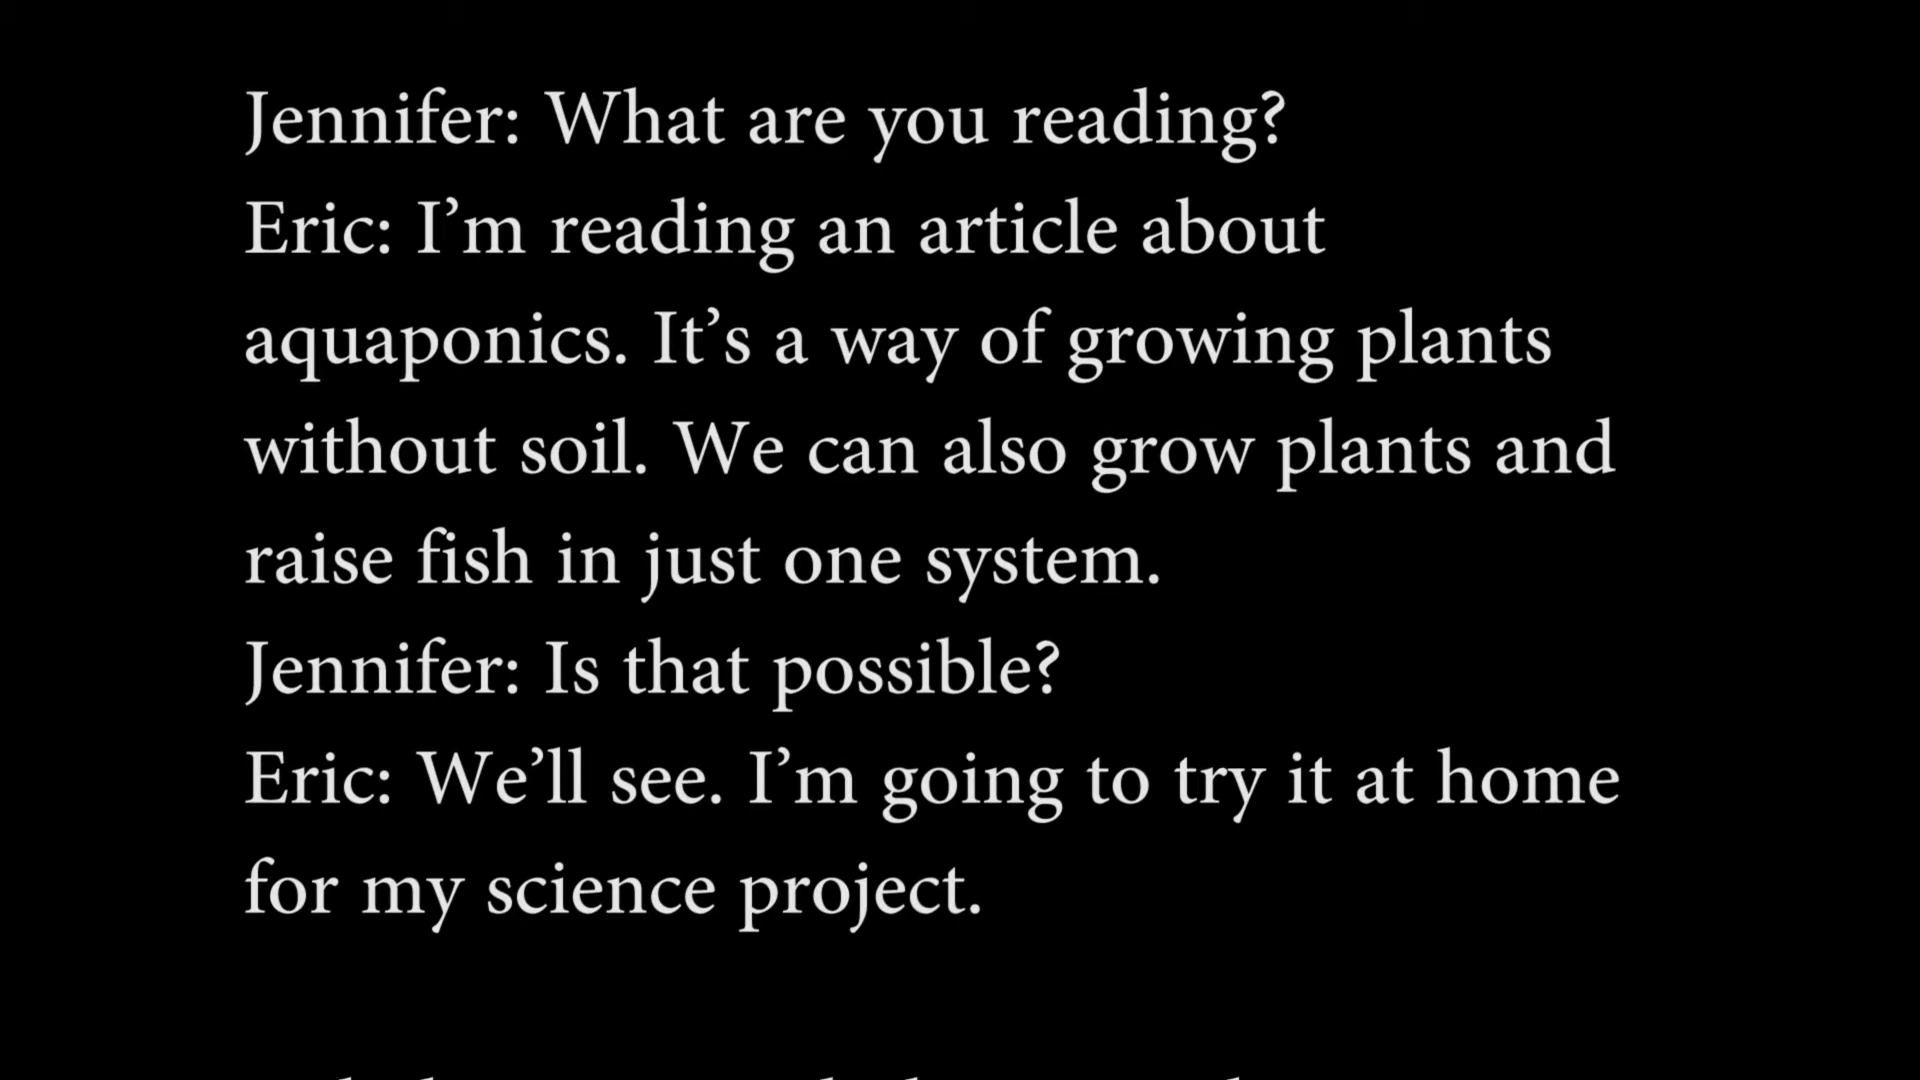 Jennifer: What are you reading?
Eric: I’m reading an article about
aquaponics. It’s a way of growing plants
without soil. We can also grow plants and
raise fish in just one system.
Jennifer: Is that possible?
Eric: We’ll see. I’m going to try it at home
for my science project.